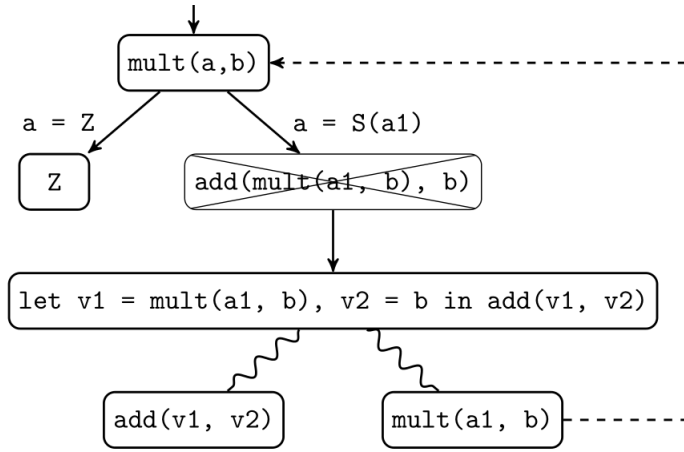 mult(a,b)
a = Z
a = S(a1)
Z
add(mult(a1, b), b)
let v1 = mult(a1, b), v2 = b in add(v1, v2)
add(v1, v2)
mult(a1, b)